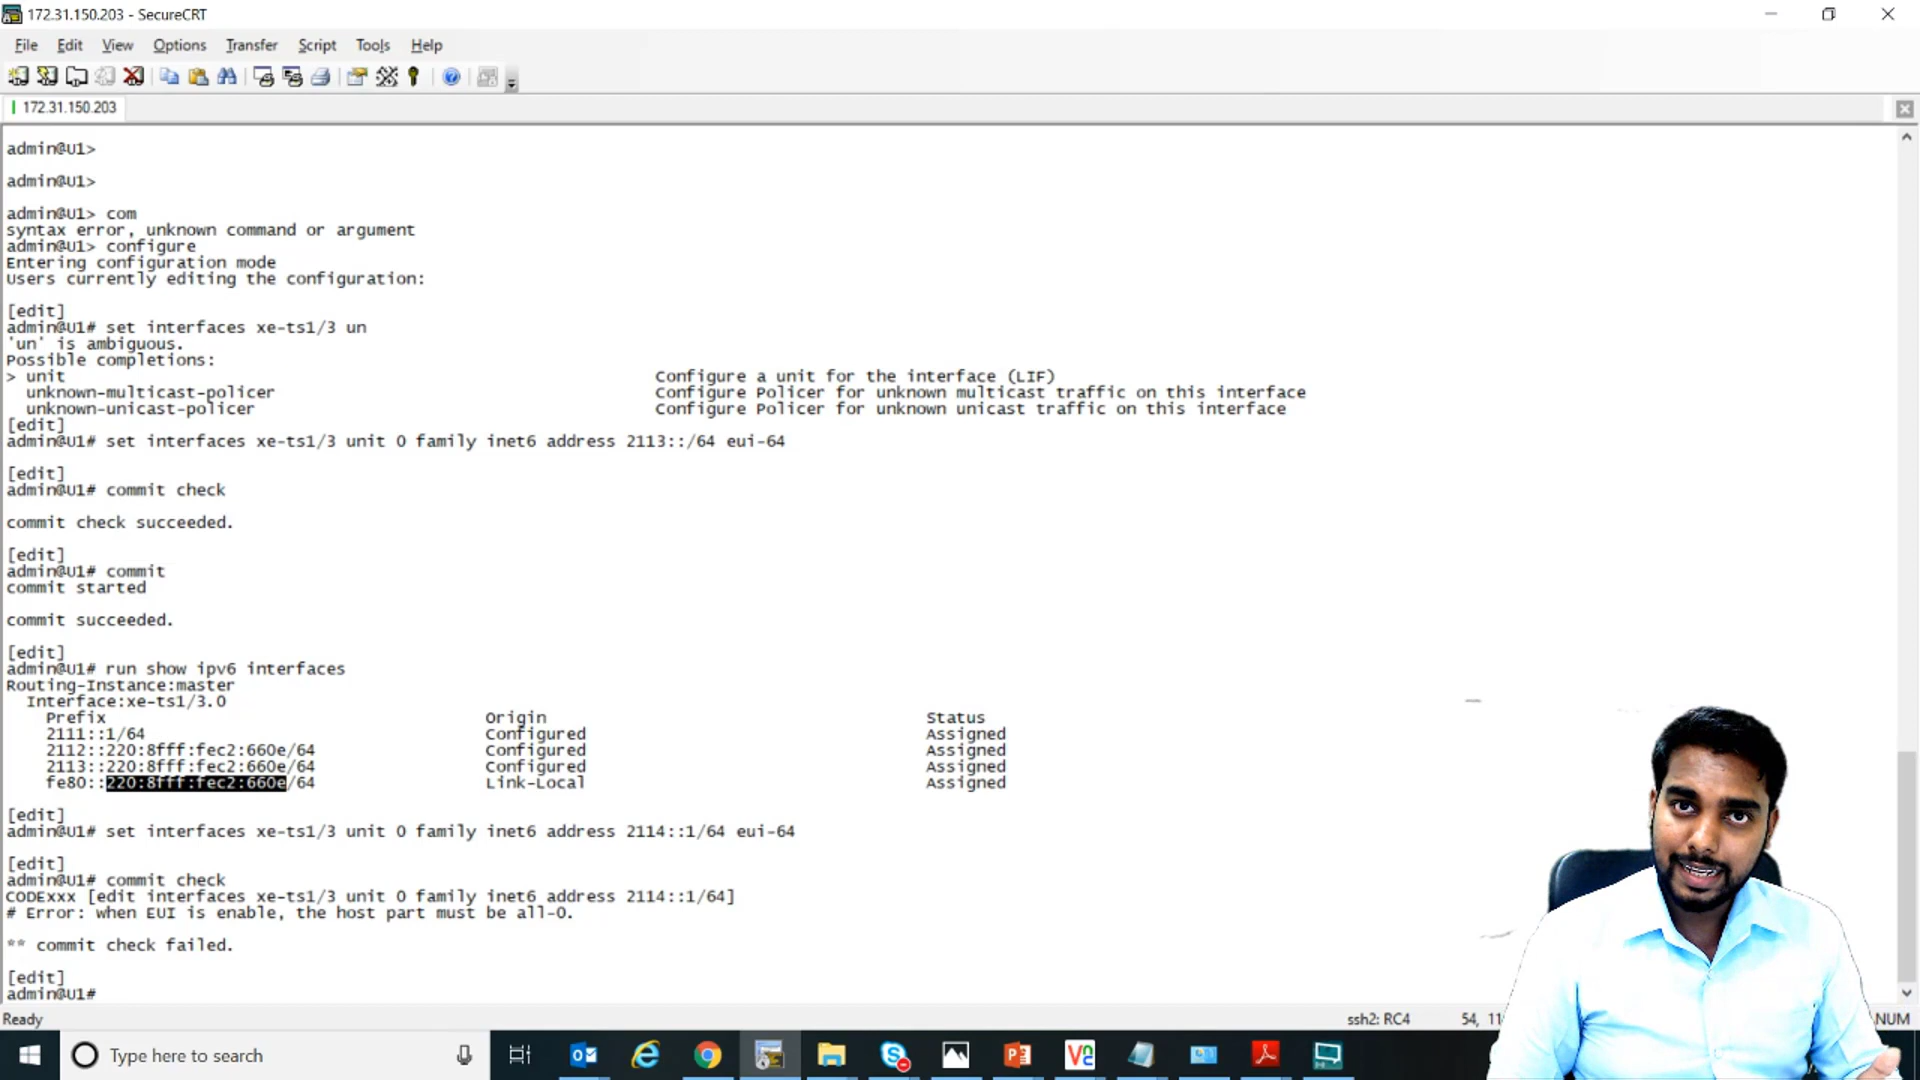 172.31.150.203 - SecureCRT
File Edit View Options Transfer Script Tools Help
172.31.150.203
admin@U1>
admin@U1>
admin@U1> com
syntax error, unknown command or argument
admin@U1> configure
Entering configuration mode
Users currently editing the configuration:
[edit]
admin@U1# set interfaces xe-ts1/3 un
'un' is ambiguous.
Possible completions:
> unit Configure a unit for the interface (LIF)
unknown-multicast-policer Configure Policer for unknown multicast traffic on this interface
unknown-unicast-policer Configure Policer for unknown unicast traffic on this interface
[edit]
admin@U1# set interfaces xe-ts1/3 unit 0 family inet6 address 2113::/64 eui-64
[edit]
admin@U1# commit check
commit check succeeded.
[edit]
admin@U1# commit
commit started
commit succeeded.
[edit]
admin@U1# run show ipv6 interfaces
Routing-Instance:master
Interface:xe-ts1/3.0
Prefix Origin Status
2111::1/64 Configured Assigned
2112::220:8fff:fec2:660e/64 Configured Assigned
2113::220:8fff:fec2:660e/64 Configured Assigned
fe80::220:8fff:fec2:660e/64 Link-Local Assigned
[edit]
admin@U1# set interfaces xe-ts1/3 unit 0 family inet6 address 2114::1/64 eui-64
[edit]
admin@U1# commit check
CODExxx [edit interfaces xe-ts1/3 unit 0 family inet6 address 2114::1/64]
# Error: when EUI is enable, the host part must be all-0.
** commit check failed.
[edit]
admin@U1#
Ready ssh2: RC4 54, NUM
Type here to search